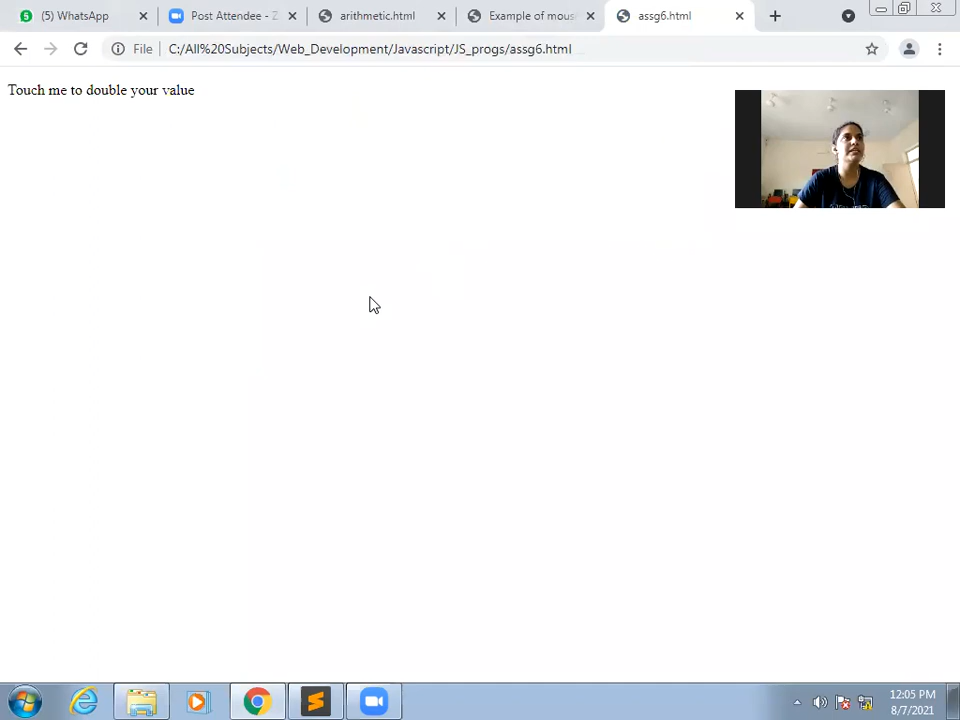 (5) WhatsApp
Post Attendee - Z
arithmetic.html
Example of mous
assg6.html
File
C:/All%20Subjects/Web_Development/Javascript/JS_progs/assg6.html
Touch me to double your value
12:05 PM
8/7/2021